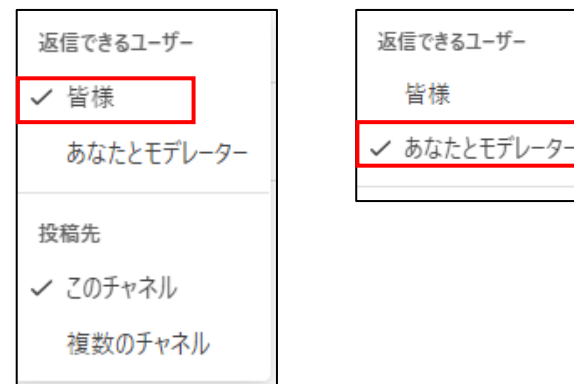 返信できるユーザー
✓ 皆様
あなたとモデレーター
投稿先
✓ このチャネル
複数のチャネル
返信できるユーザー
皆様
✓ あなたとモデレーター